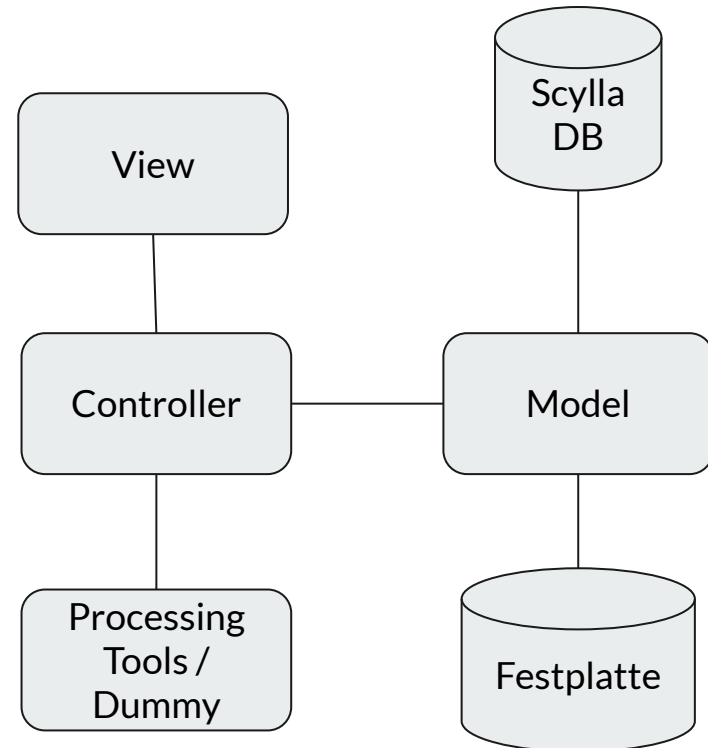 Scylla
DB
View
Controller
Model
Processing
Tools /
Dummy
Festplatte